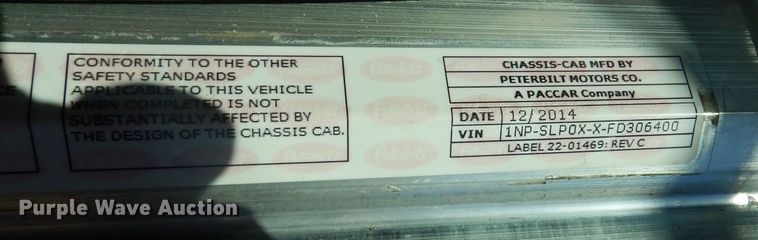 CONFORMITY TO THE OTHER
SAFETY STANDARDS
APPLICABLE TO THIS VEHICLE
WHEN COMPLETED IS NOT
SUBSTANTIALLY AFFECTED BY
THE DESIGN OF THE CHASSIS CAB.
CHASSIS-CAB MFD BY
PETERBILT MOTORS CO.
A PACCAR Company
DATE 12/2014
VIN 1NP-SLP0X-X-FD306400
LABEL 22-01469: REV C
Peterbilt
Peterbilt
Purple Wave Auction